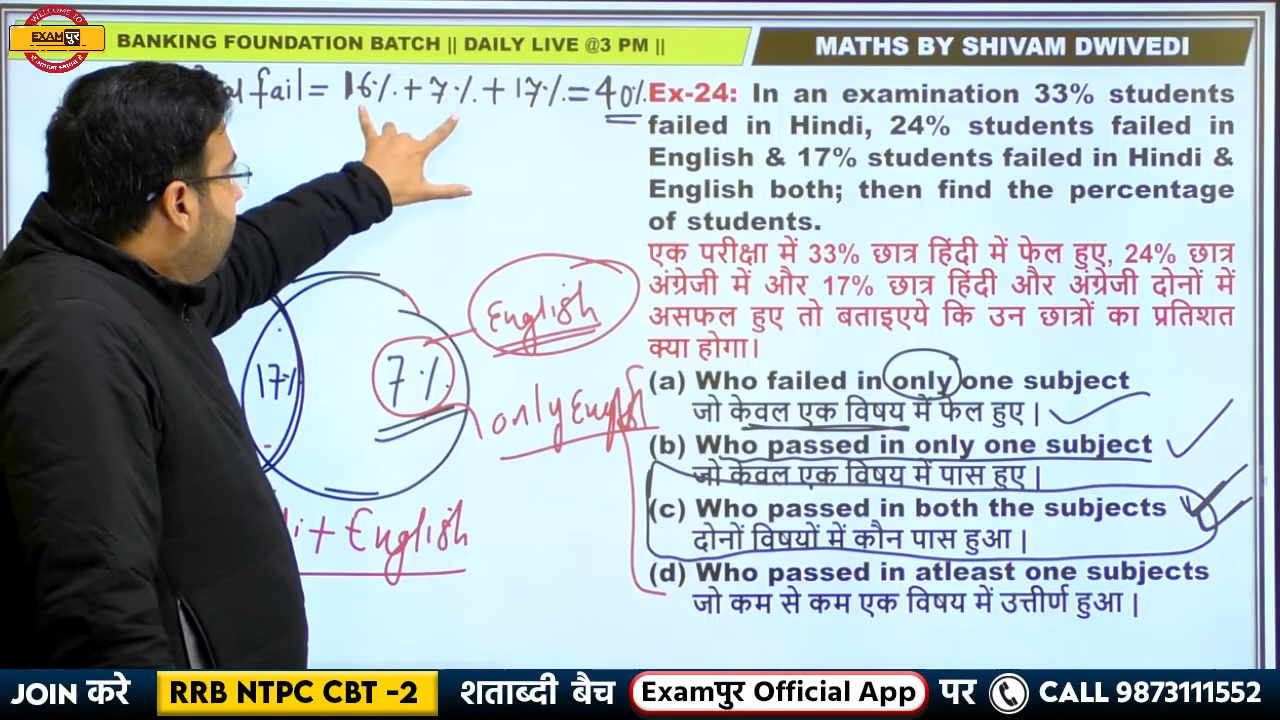 WELCOME TO
EXAMपुर
BANKING FOUNDATION BATCH || DAILY LIVE @3 PM ||
MATHS BY SHIVAM DWIVEDI
fail = 16% + 7% + 17% = 40%
Ex-24: In an examination 33% students
failed in Hindi, 24% students failed in
English & 17% students failed in Hindi &
English both; then find the percentage
of students.
एक परीक्षा में 33% छात्र हिंदी में फेल हुए, 24% छात्र
अंग्रेजी में और 17% छात्र हिंदी और अंग्रेजी दोनों में
असफल हुए तो बताइएये कि उन छात्रों का प्रतिशत
क्या होगा।
(a) Who failed in only one subject
जो केवल एक विषय में फेल हुए |
(b) Who passed in only one subject
जो केवल एक विषय में पास हुए |
(c) Who passed in both the subjects
दोनों विषयों में कौन पास हुआ |
(d) Who passed in atleast one subjects
जो कम से कम एक विषय में उत्तीर्ण हुआ |
English
17%
7%
only
+ English
JOIN करे
RRB NTPC CBT -2
शताब्दी बैच
Examपुर Official App
पर
CALL 9873111552